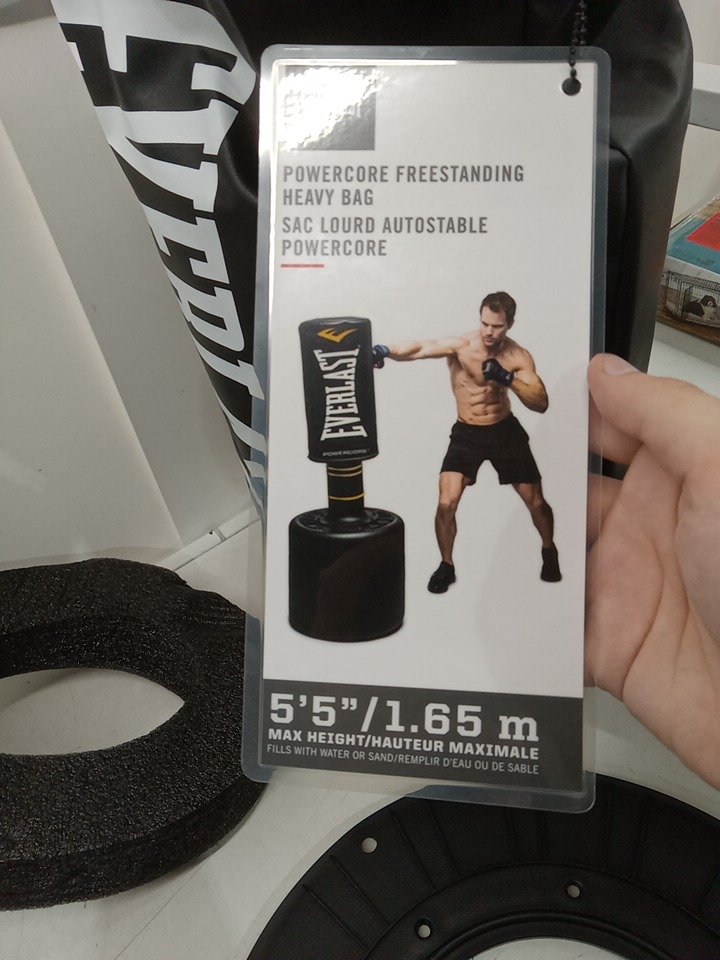 POWERCORE FREESTANDING
HEAVY BAG
SAC LOURD AUTOSTABLE
POWERCORE
EVERLAST
POWERCORE
5'5"/1.65 m
MAX HEIGHT/HAUTEUR MAXIMALE
FILLS WITH WATER OR SAND/REMPLIR D'EAU OU DE SABLE